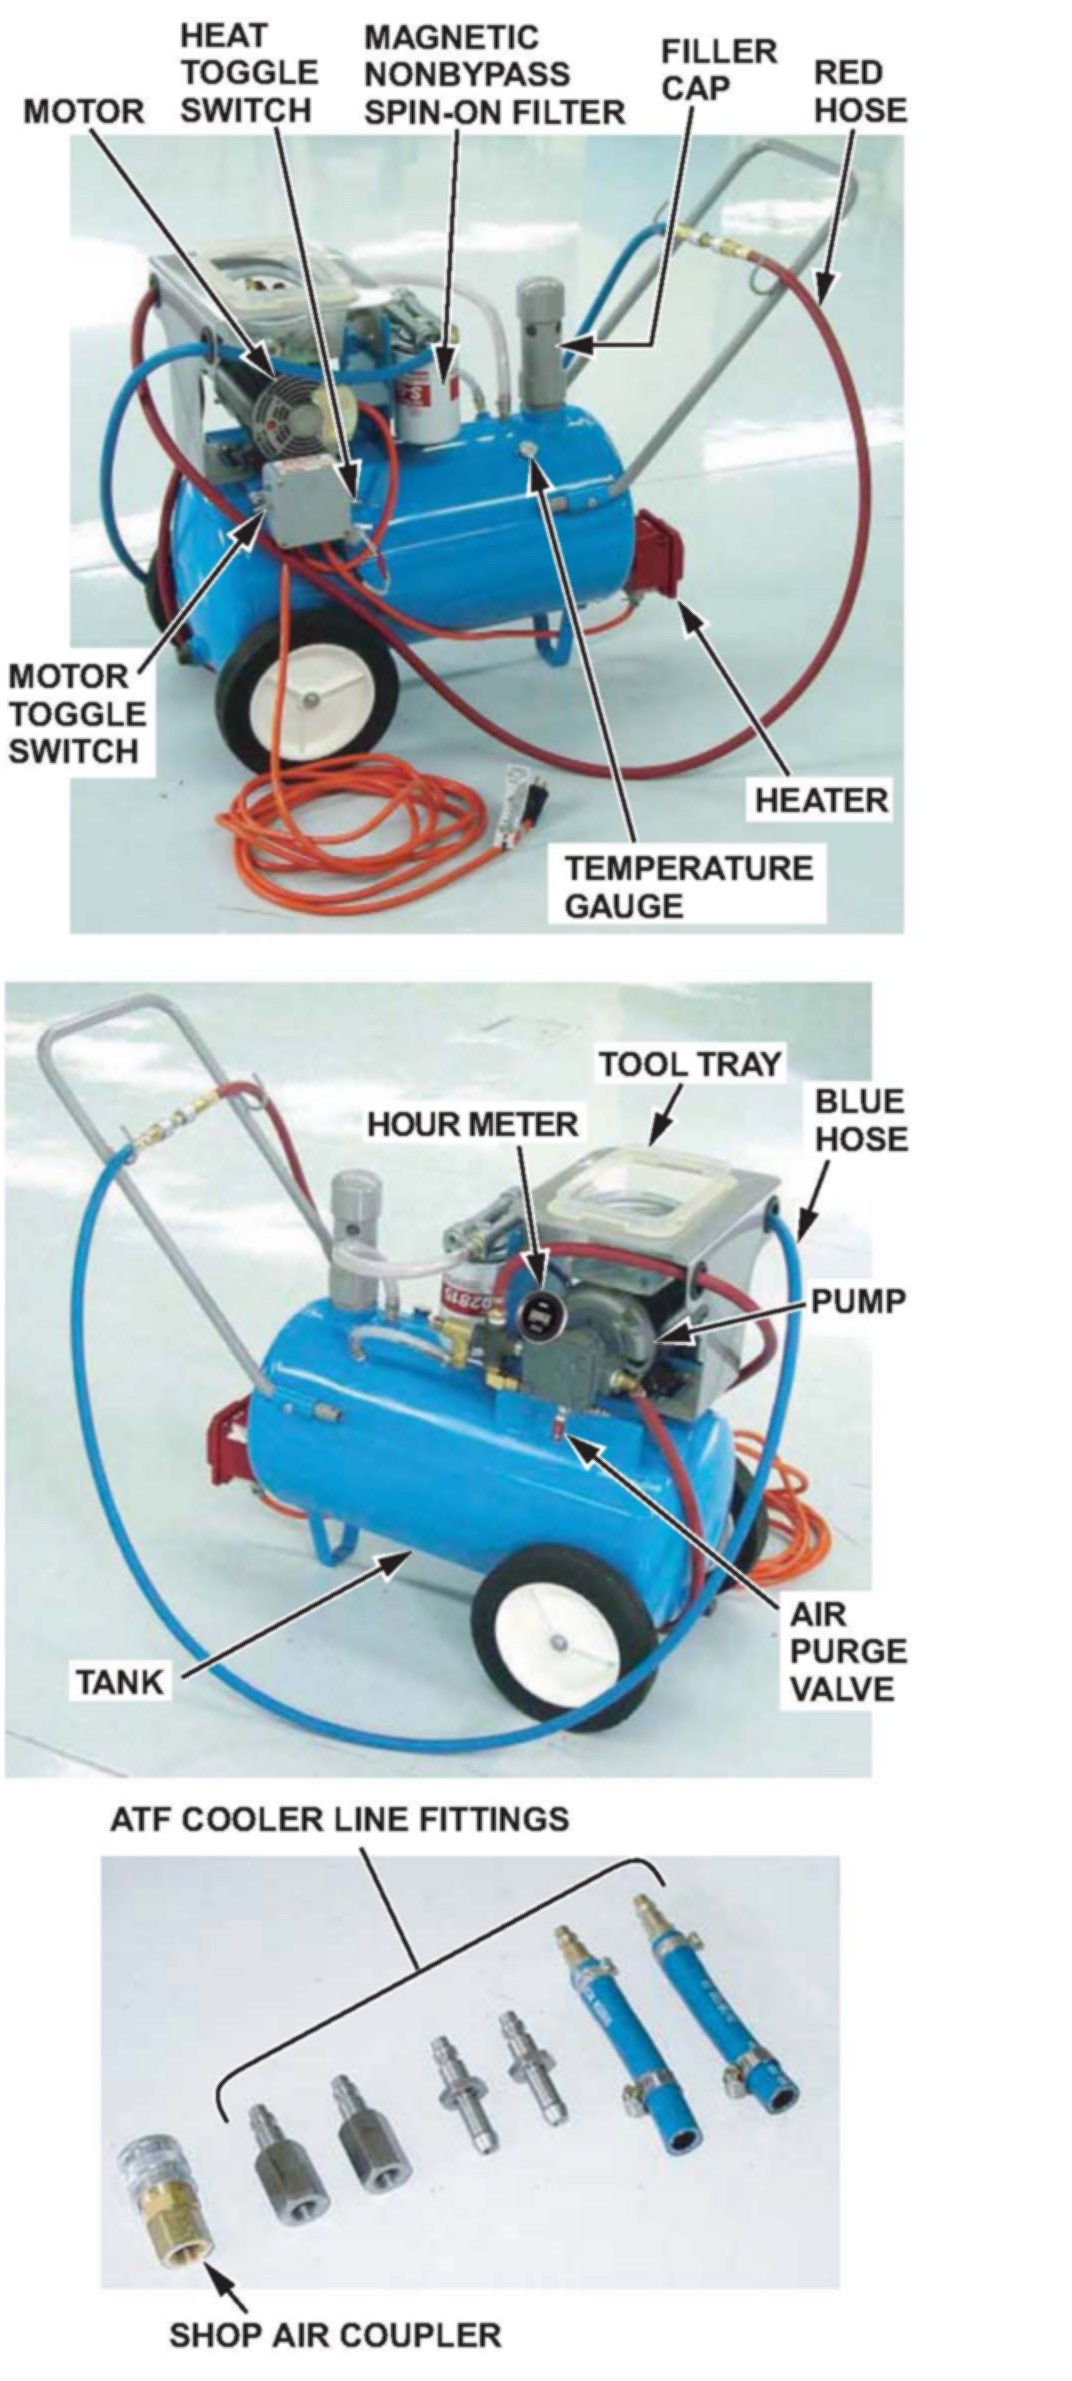 HEAT
TOGGLE
SWITCH
MAGNETIC
NONBYPASS
SPIN-ON FILTER
FILLER
CAP
RED
HOSE
MOTOR
MOTOR
TOGGLE
SWITCH
HEATER
TEMPERATURE
GAUGE
TOOL TRAY
HOUR METER
BLUE
HOSE
PUMP
AIR
PURGE
VALVE
TANK
ATF COOLER LINE FITTINGS
SHOP AIR COUPLER